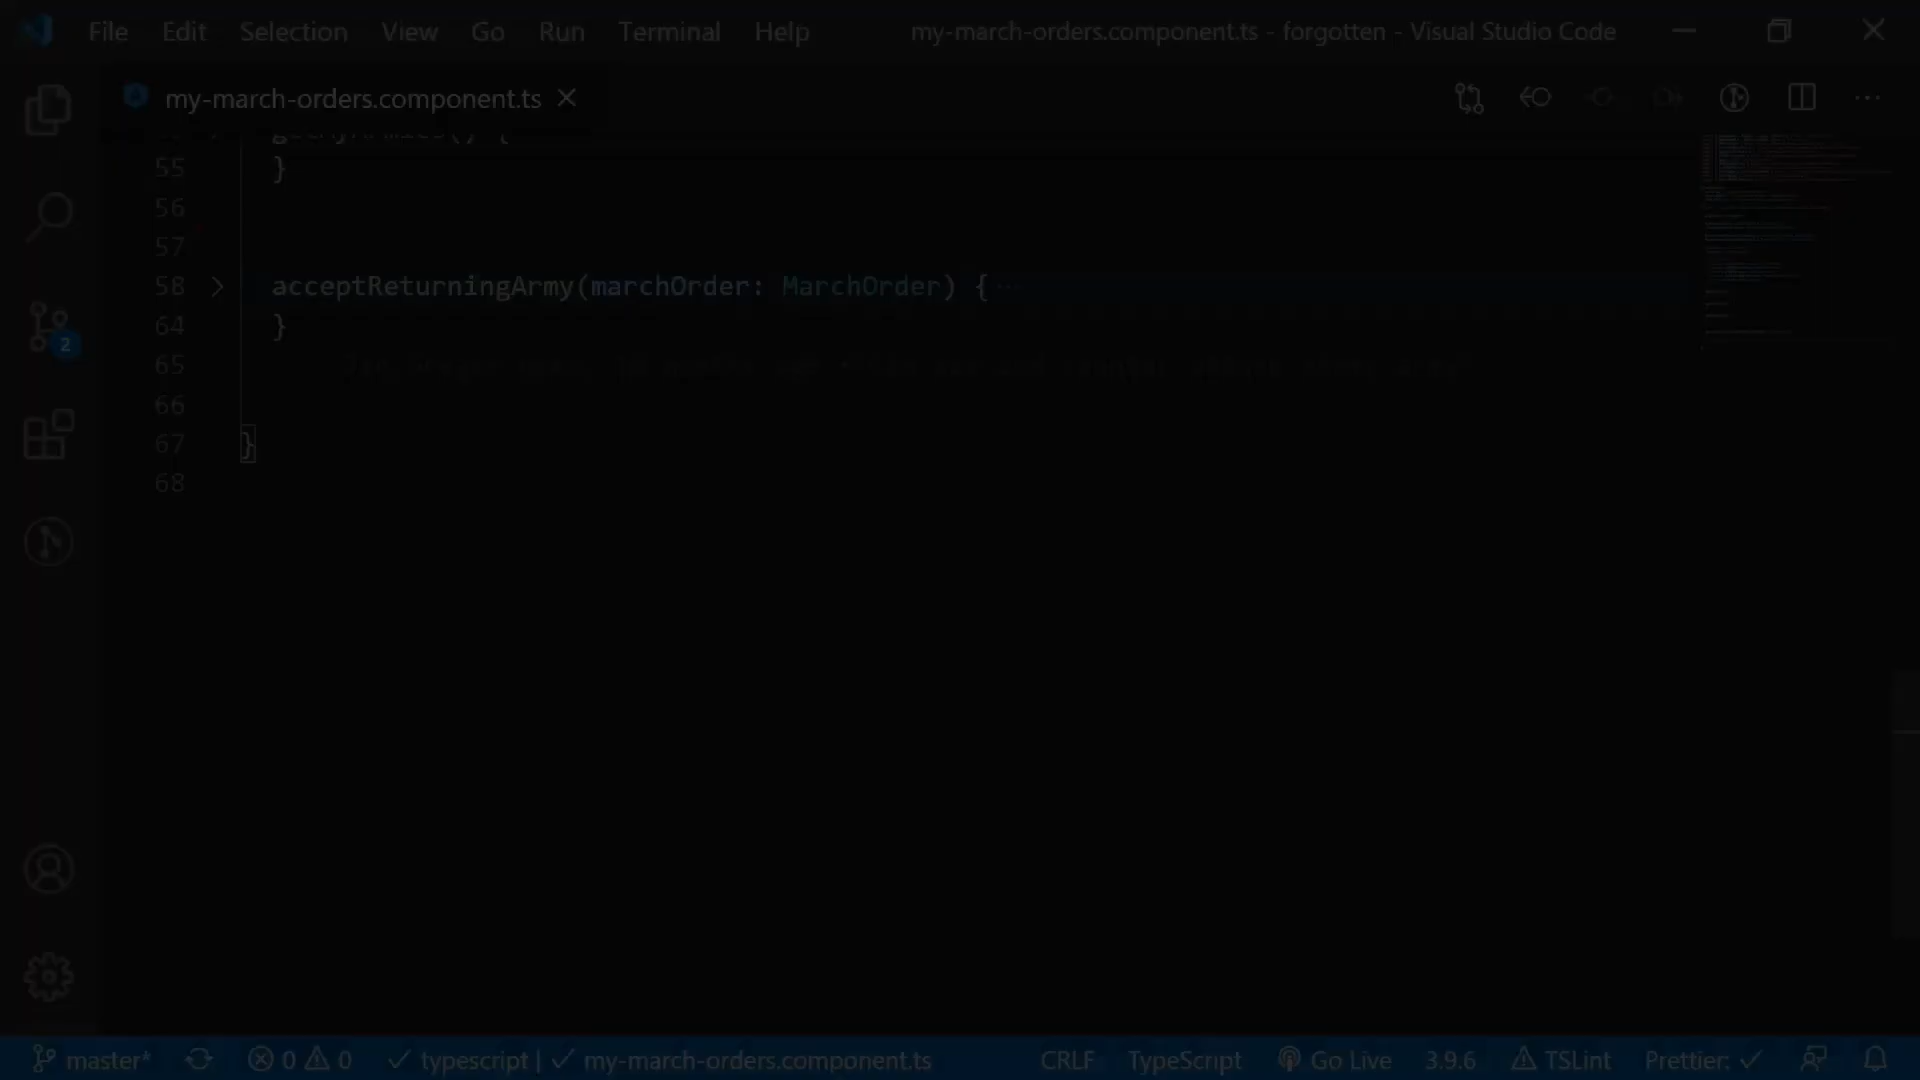 File Edit Selection View Go Run Terminal Help my-march-orders.component.ts - forgotten - Visual Studio Code
my-march-orders.component.ts
55 }
56
57
58 acceptReturningArmy(marchOrder: MarchOrder) { ...
64 }
65
66
67 }
68
2
master* 0 0 typescript | my-march-orders.component.ts CRLF TypeScript Go Live 3.9.6 TSLint Prettier: